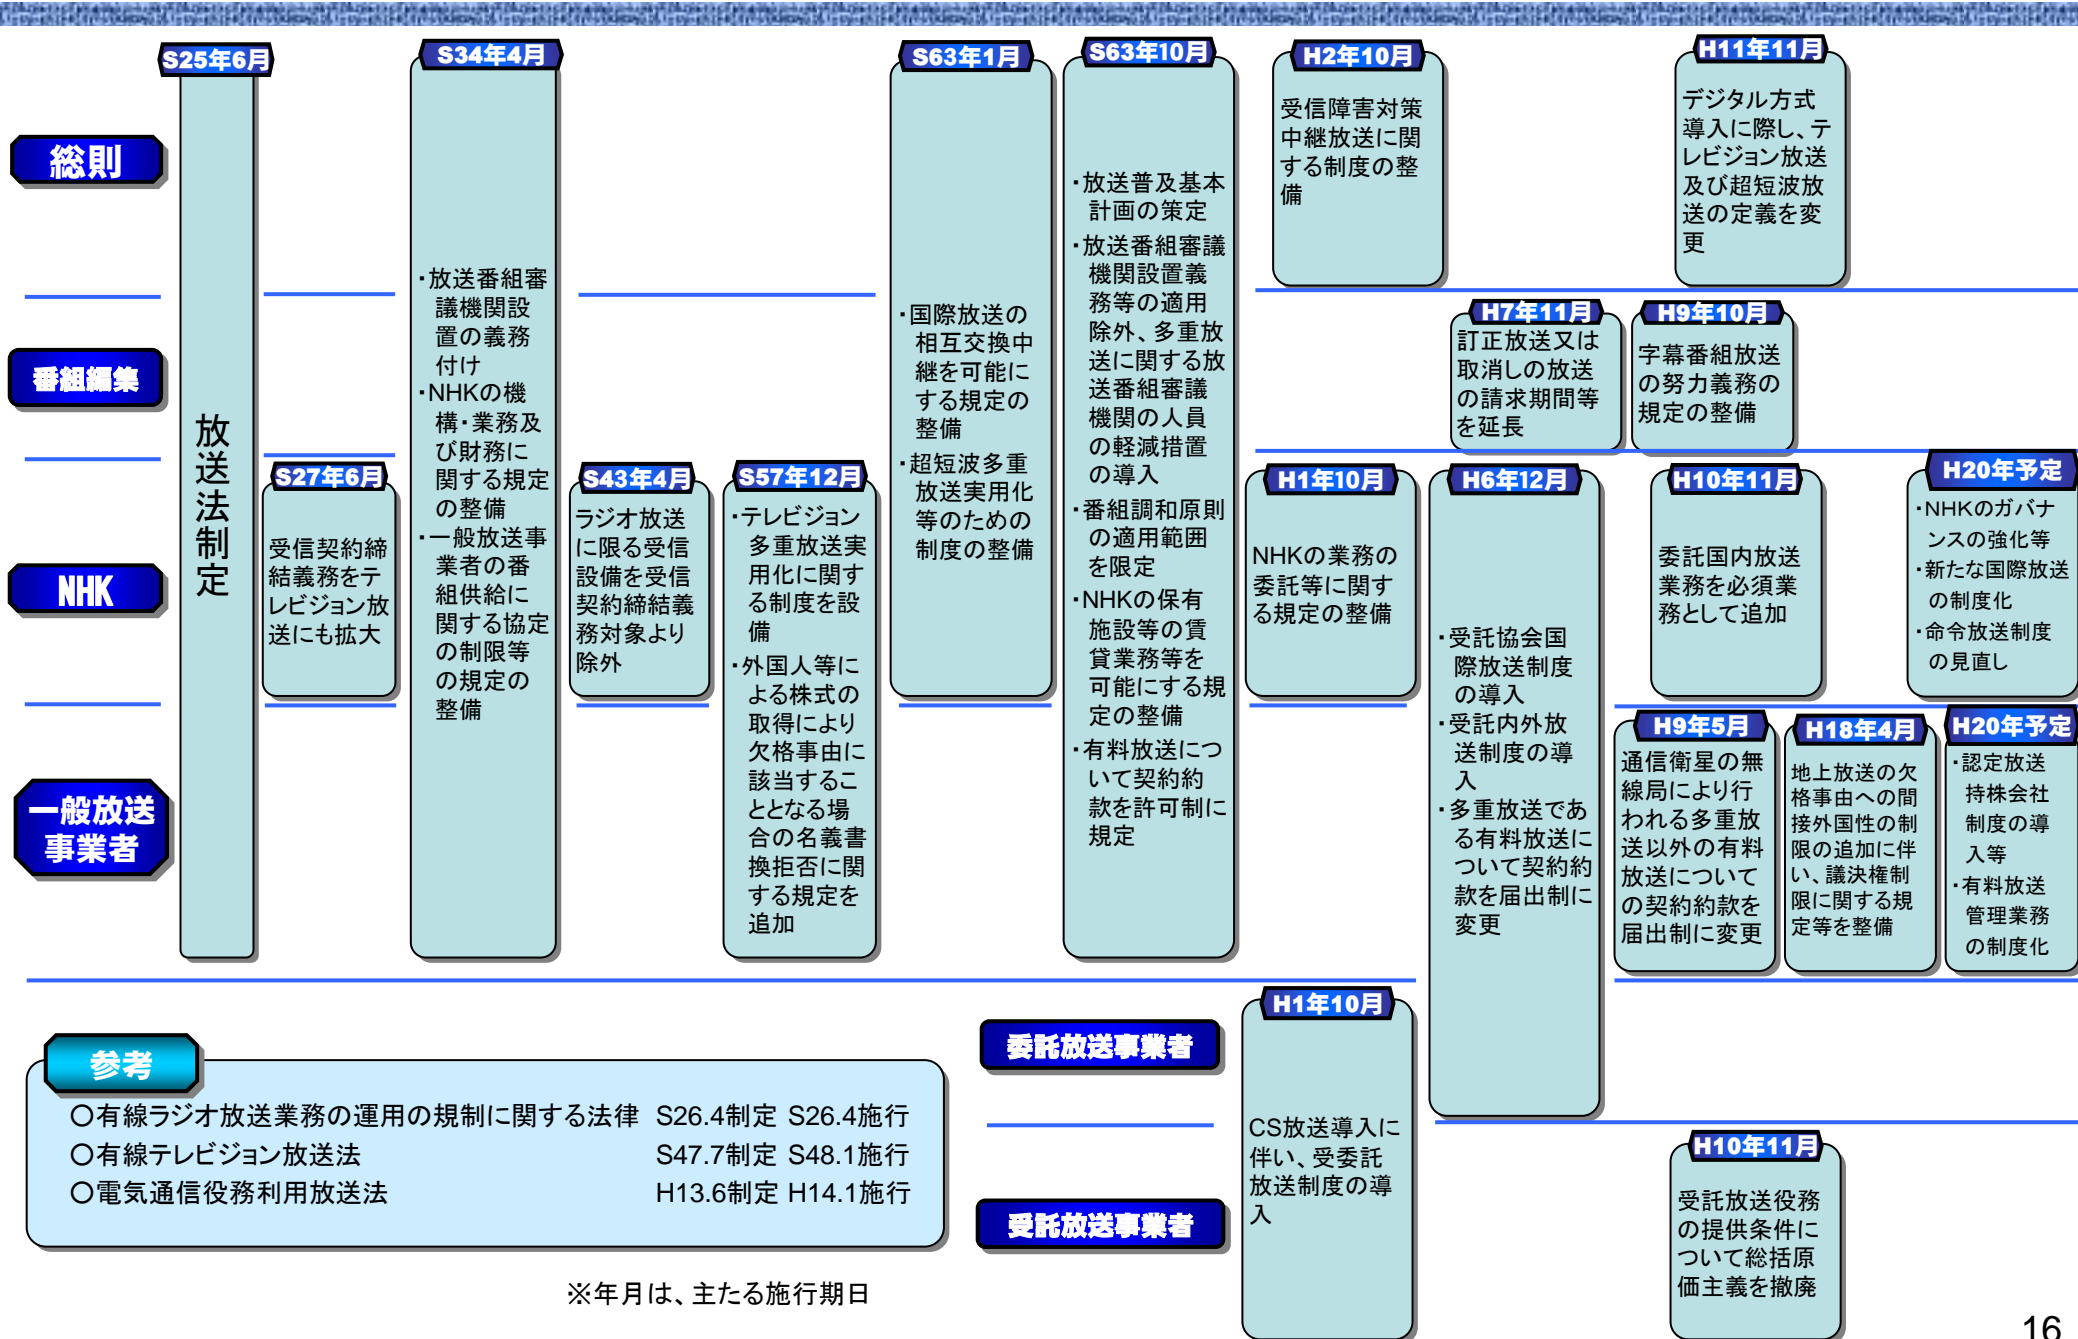 総則
番組編集
NHK
一般放送
事業者
S25年6月
放送法制定
S27年6月
受信契約締
結義務をテ
レビジョン放
送にも拡大
S34年4月
・放送番組審
議機関設
置の義務
付け
・NHKの機
構・業務及
び財務に
関する規定
の整備
・一般放送事
業者の番
組供給に
関する協定
の制限等
の規定の
整備
S43年4月
ラジオ放送
に限る受信
設備を受信
契約締結義
務対象より
除外
S57年12月
・テレビジョン
多重放送実
用化に関す
る制度を設
備
・外国人等に
よる株式の
取得により
欠格事由に
該当するこ
ととなる場
合の名義書
換拒否に関
する規定を
追加
S63年1月
・国際放送の
相互交換中
継を可能に
する規定の
整備
・超短波多重
放送実用化
等のための
制度の整備
S63年10月
・放送普及基本
計画の策定
・放送番組審議
機関設置義
務等の適用
除外、多重放
送に関する放
送番組審議
機関の人員
の軽減措置
の導入
・番組調和原則
の適用範囲
を限定
・NHKの保有
施設等の賃
貸業務等を
可能にする規
定の整備
・有料放送につ
いて契約約
款を許可制に
規定
H2年10月
受信障害対策
中継放送に関
する制度の整
備
H11年11月
デジタル方式
導入に際し、テ
レビジョン放送
及び超短波放
送の定義を変
更
H7年11月
訂正放送又は
取消しの放送
の請求期間等
を延長
H9年10月
字幕番組放送
の努力義務の
規定の整備
H1年10月
NHKの業務の
委託等に関す
る規定の整備
H6年12月
・受託協会国
際放送制度
の導入
・受託内外放
送制度の導
入
・多重放送であ
る有料放送に
ついて契約約
款を届出制に
変更
H10年11月
委託国内放送
業務を必須業
務として追加
H20年予定
・NHKのガバナ
ンスの強化等
・新たな国際放送
の制度化
・命令放送制度
の見直し
H9年5月
通信衛星の無
線局により行
われる多重放
送以外の有料
放送について
の契約約款を
届出制に変更
H18年4月
地上放送の欠
格事由への間
接外国性の制
限の追加に伴
い、議決権制
限に関する規
定等を整備
H20年予定
・認定放送
持株会社
制度の導
入等
・有料放送
管理業務
の制度化
参考
〇有線ラジオ放送業務の運用の規制に関する法律 S26.4制定 S26.4施行
〇有線テレビジョン放送法 S47.7制定 S48.1施行
〇電気通信役務利用放送法 H13.6制定 H14.1施行
委託放送事業者
受託放送事業者
H1年10月
CS放送導入に
伴い、受委託
放送制度の導
入
H10年11月
受託放送役務
の提供条件に
ついて総括原
価主義を撤廃
※年月は、主たる施行期日
16